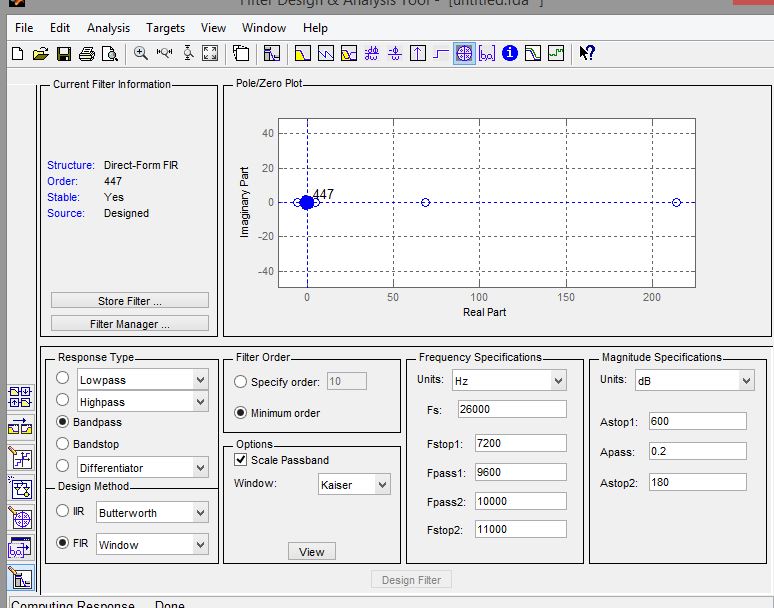 Filter Design & Analysis Tool - [untitled.fda *]
File Edit Analysis Targets View Window Help
Current Filter Information
Structure: Direct-Form FIR
Order: 447
Stable: Yes
Source: Designed
Store Filter ...
Filter Manager ...
Pole/Zero Plot
Imaginary Part
40
20
0
-20
-40
447
0 50 100 150 200
Real Part
Response Type
Lowpass
Highpass
Bandpass
Bandstop
Differentiator
Design Method
IIR Butterworth
FIR Window
Filter Order
Specify order: 10
Minimum order
Options
Scale Passband
Window: Kaiser
View
Frequency Specifications
Units: Hz
Fs: 26000
Fstop1: 7200
Fpass1: 9600
Fpass2: 10000
Fstop2: 11000
Magnitude Specifications
Units: dB
Astop1: 600
Apass: 0.2
Astop2: 180
Design Filter
Computing Response ... Done